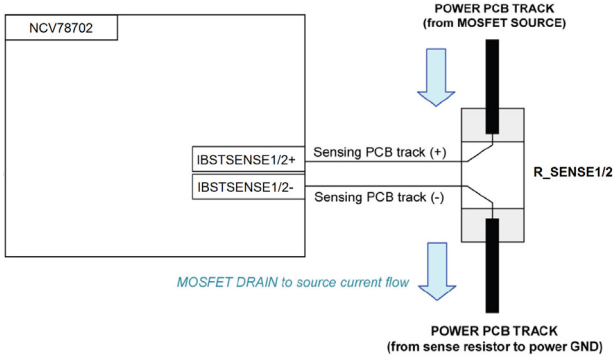 POWER PCB TRACK
(from MOSFET SOURCE)
NCV78702
IBSTSENSE1/2+
Sensing PCB track (+)
R_SENSE1/2
IBSTSENSE1/2-
Sensing PCB track (-)
MOSFET DRAIN to source current flow
POWER PCB TRACK
(from sense resistor to power GND)